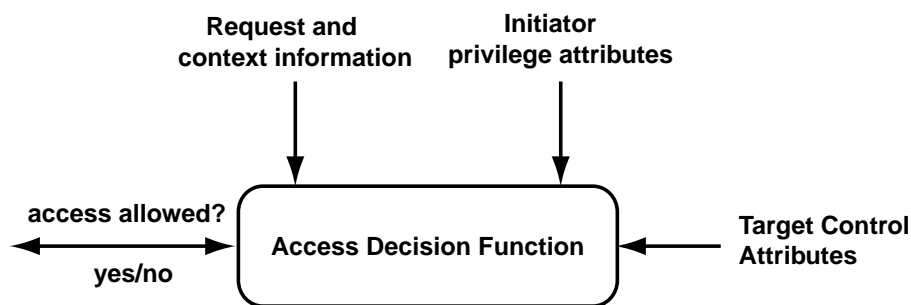 Request and
context information
Initiator
privilege attributes
access allowed?
yes/no
Access Decision Function
Target Control
Attributes